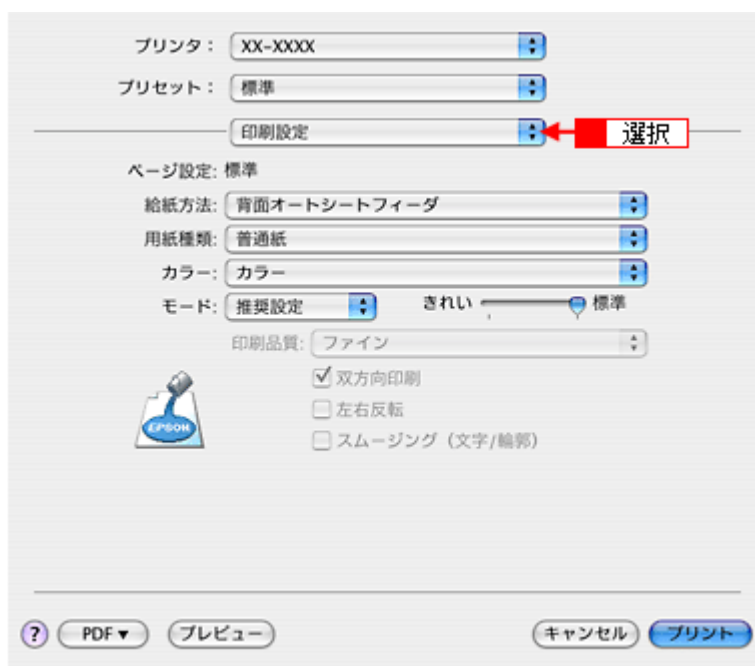 プリンタ： XX-XXXX
プリセット： 標準
印刷設定 選択
ページ設定: 標準
給紙方法: 背面オートシートフィーダ
用紙種類: 普通紙
カラー: カラー
モード: 推奨設定 きれい 標準
印刷品質: ファイン
双方向印刷
左右反転
スムージング（文字/輪郭）
EPSON
? PDF▼ プレビュー キャンセル プリント